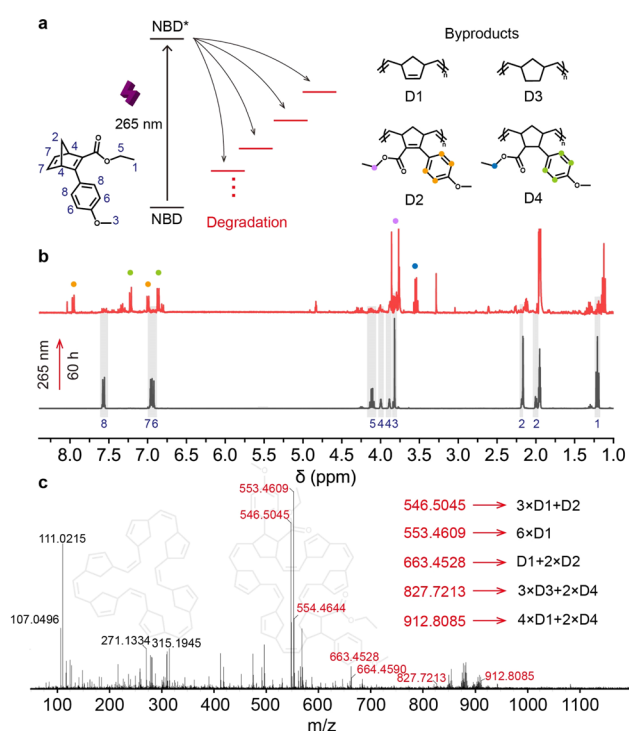 a
NBD*
Byproducts
265 nm
2
7
4
7
4
O
O
5
1
8
8
6
6
O
3
NBD
Degradation
n
D1
n
D3
n
O
O
O
D2
n
O
O
O
D4
b
265 nm
60 h
8
76
5443
2
2
1
8.0 7.5 7.0 6.5 6.0 5.5 5.0 4.5 4.0 3.5 3.0 2.5 2.0 1.5 1.0
δ (ppm)
c
553.4609
546.5045
111.0215
107.0496
271.1334
315.1945
554.4644
663.4528
664.4590
827.7213
912.8085
546.5045 → 3×D1+D2
553.4609 → 6×D1
663.4528 → D1+2×D2
827.7213 → 3×D3+2×D4
912.8085 → 4×D1+2×D4
100 200 300 400 500 600 700 800 900 1000 1100
m/z